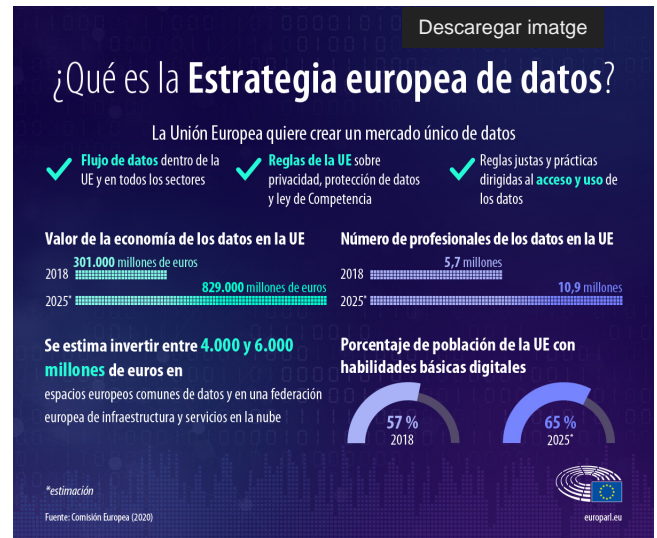 Descaregar imatge
¿Qué es la Estrategia europea de datos?
La Unión Europea quiere crear un mercado único de datos
Flujo de datos dentro de la
UE y en todos los sectores
Reglas de la UE sobre
privacidad, protección de datos
y ley de Competencia
Reglas justas y prácticas
dirigidas al acceso y uso de
los datos
Valor de la economía de los datos en la UE
301.000 millones de euros
2018
829.000 millones de euros
2025*
Número de profesionales de los datos en la UE
5,7 millones
2018
10,9 millones
2025*
Se estima invertir entre 4.000 y 6.000
millones de euros en
espacios europeos comunes de datos y en una federación
europea de infraestructura y servicios en la nube
Porcentaje de población de la UE con
habilidades básicas digitales
57 %
2018
65 %
2025*
*estimación
Fuente: Comisión Europea (2020)
europarl.eu